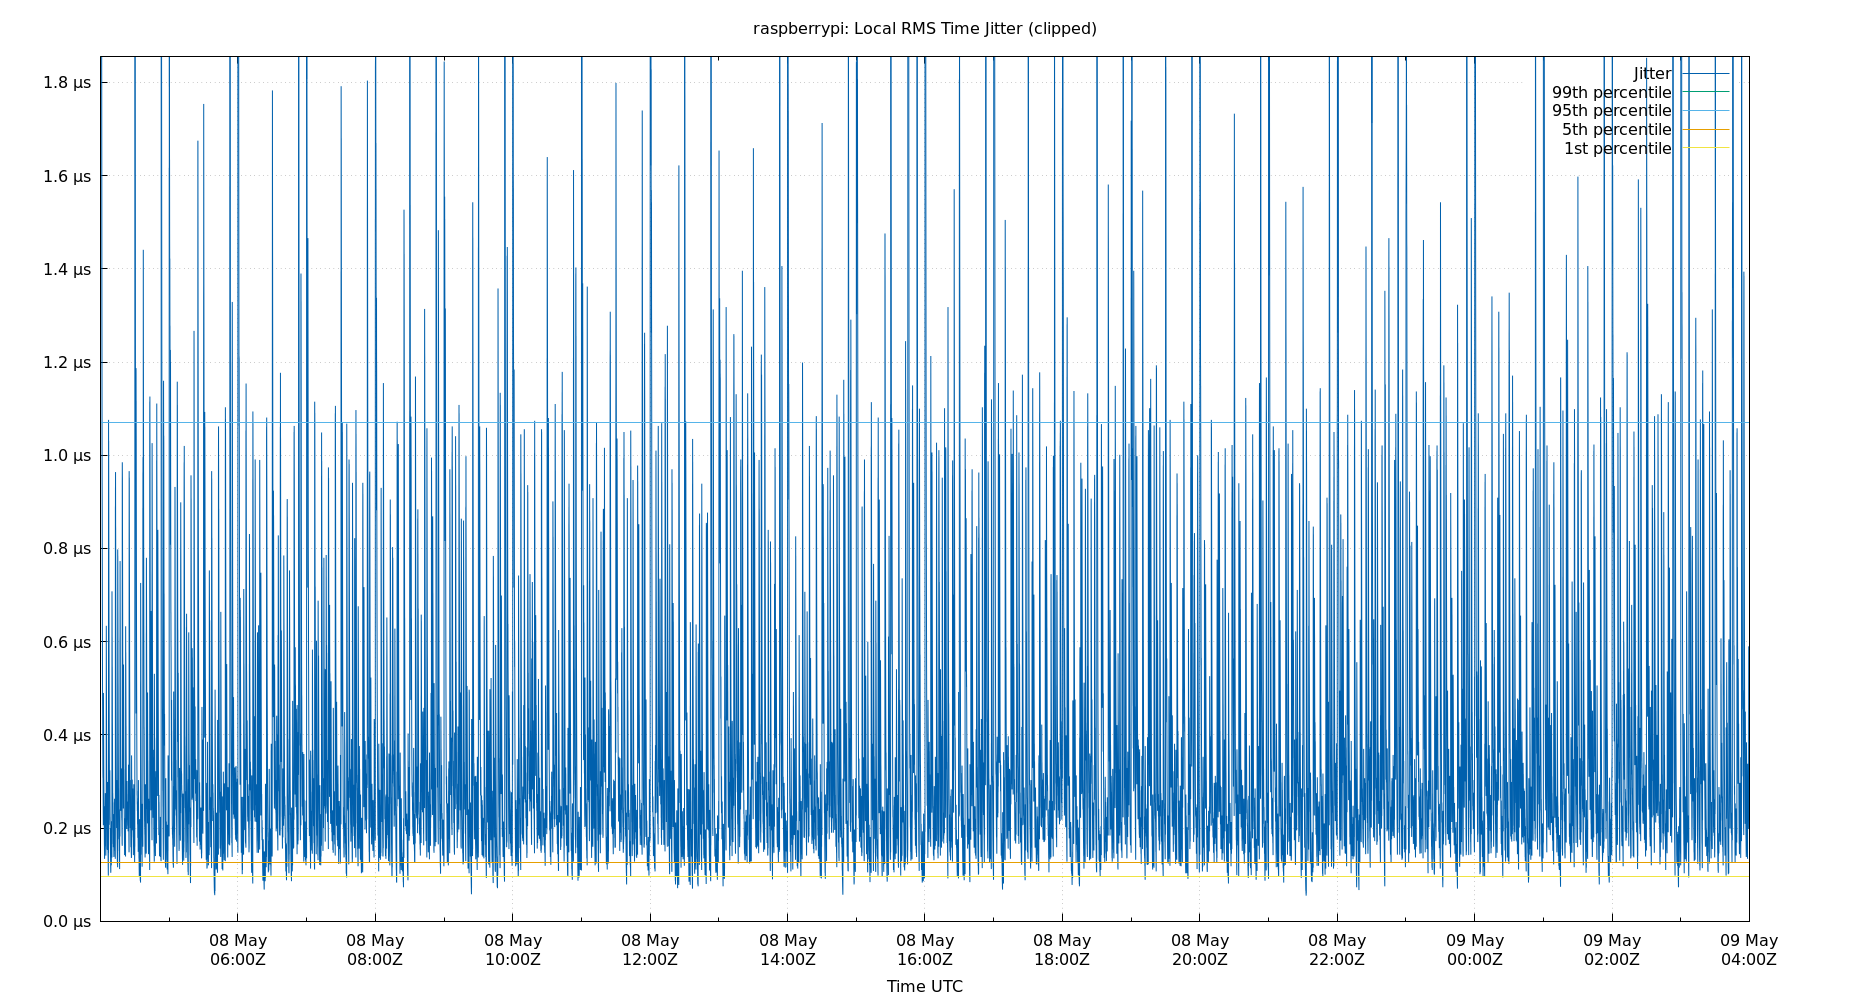 raspberrypi: Local RMS Time Jitter (clipped)
Jitter
99th percentile
95th percentile
5th percentile
1st percentile
1.8 µs
1.6 µs
1.4 µs
1.2 µs
1.0 µs
0.8 µs
0.6 µs
0.4 µs
0.2 µs
0.0 µs
08 May 08 May 08 May 08 May 08 May 08 May 08 May 08 May 08 May 09 May 09 May 09 May
06:00Z 08:00Z 10:00Z 12:00Z 14:00Z 16:00Z 18:00Z 20:00Z 22:00Z 00:00Z 02:00Z 04:00Z
Time UTC